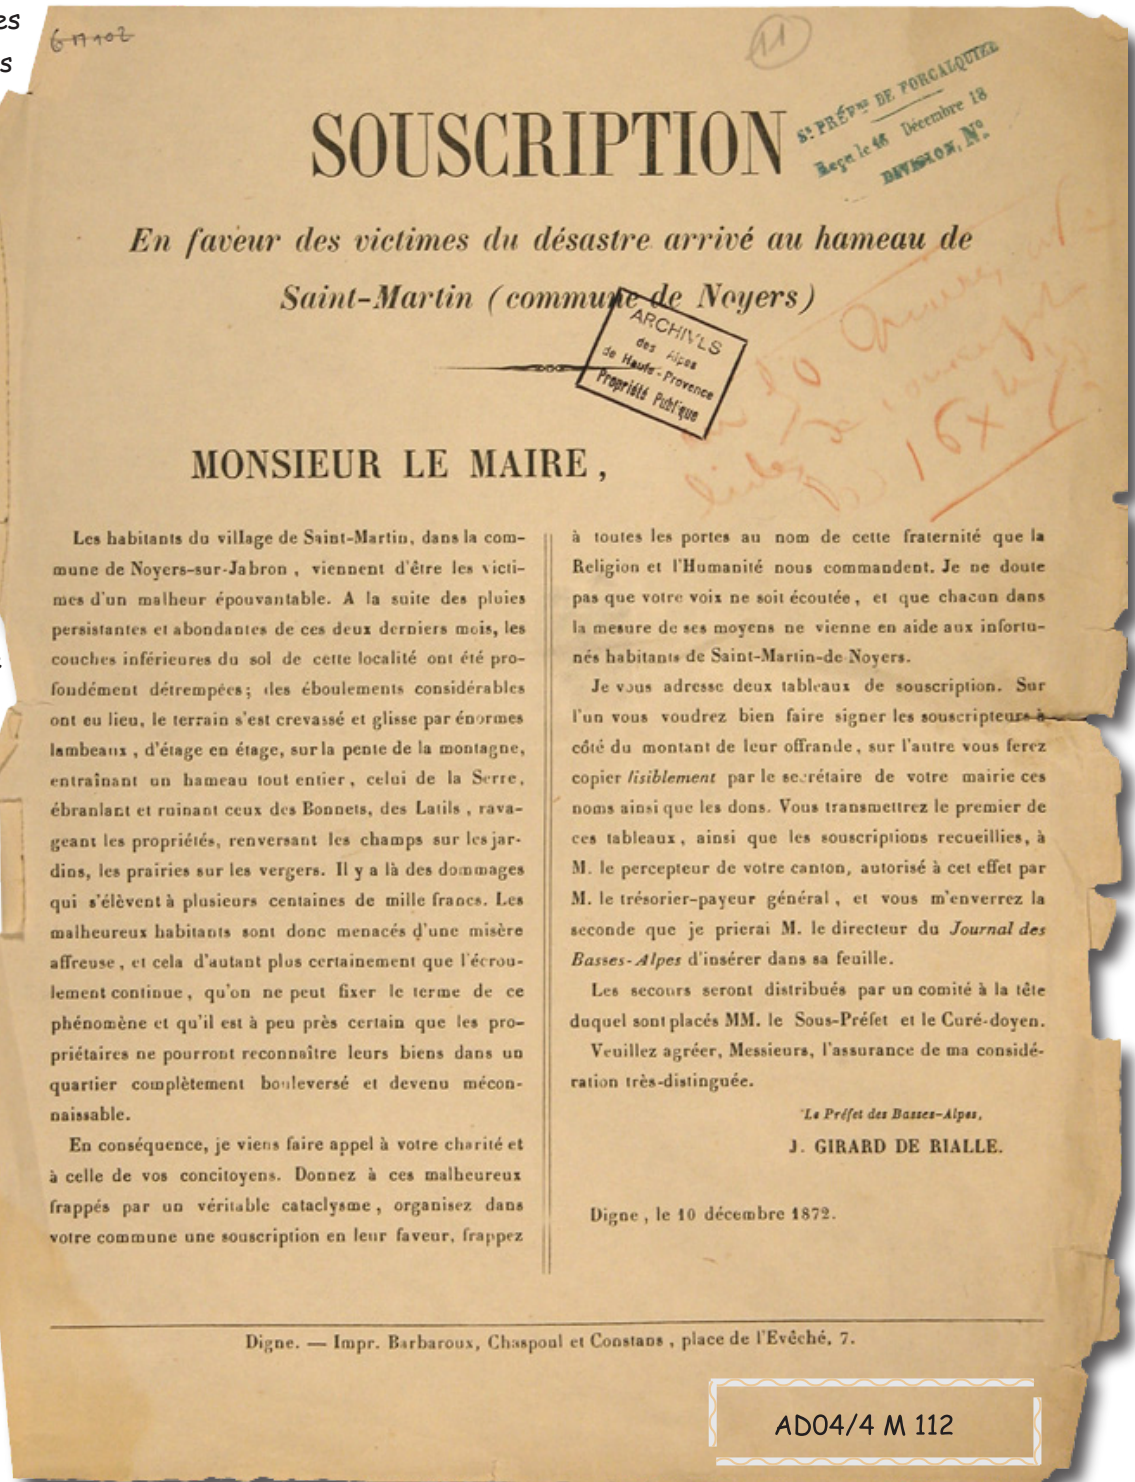 es
s
6 M 102
11
SOUSCRIPTION
Ss PRÉFre DE FORCALQUIER
Reçu le 16 Décembre 18
DIVISION, No
En faveur des victimes du désastre arrivé au hameau de
Saint-Martin (commune de Noyers)
ARCHIVES
des Alpes
de Haute-Provence
Propriété Publique
MONSIEUR LE MAIRE,
Les habitants du village de Saint-Martin, dans la com-
mune de Noyers-sur-Jabron, viennent d'être les victi-
mes d'un malheur épouvantable. A la suite des pluies
persistantes et abondantes de ces deux derniers mois, les
couches inférieures du sol de cette localité ont été pro-
fondément détrempées; des éboulements considérables
ont eu lieu, le terrain s'est crevassé et glisse par énormes
lambeaux, d'étage en étage, sur la pente de la montagne,
entraînant un hameau tout entier, celui de la Serre,
ébranlant et ruinant ceux des Bonnets, des Latils, rava-
geant les propriétés, renversant les champs sur les jar-
dins, les prairies sur les vergers. Il y a là des dommages
qui s'élèvent à plusieurs centaines de mille francs. Les
malheureux habitants sont donc menacés d'une misère
affreuse, et cela d'autant plus certainement que l'écrou-
lement continue, qu'on ne peut fixer le terme de ce
phénomène et qu'il est à peu près certain que les pro-
priétaires ne pourront reconnaître leurs biens dans un
quartier complètement bouleversé et devenu mécon-
naissable.
En conséquence, je viens faire appel à votre charité et
à celle de vos concitoyens. Donnez à ces malheureux
frappés par un véritable cataclysme, organisez dans
votre commune une souscription en leur faveur, frappez
à toutes les portes au nom de cette fraternité que la
Religion et l'Humanité nous commandent. Je ne doute
pas que votre voix ne soit écoutée, et que chacun dans
la mesure de ses moyens ne vienne en aide aux infortu-
nés habitants de Saint-Martin-de Noyers.
Je vous adresse deux tableaux de souscription. Sur
l'un vous voudrez bien faire signer les souscripteurs à
côté du montant de leur offrande, sur l'autre vous ferez
copier lisiblement par le secrétaire de votre mairie ces
noms ainsi que les dons. Vous transmettrez le premier de
ces tableaux, ainsi que les souscriptions recueillies, à
M. le percepteur de votre canton, autorisé à cet effet par
M. le trésorier-payeur général, et vous m'enverrez la
seconde que je prierai M. le directeur du Journal des
Basses-Alpes d'insérer dans sa feuille.
Les secours seront distribués par un comité à la tête
duquel sont placés MM. le Sous-Préfet et le Curé-doyen.
Veuillez agréer, Messieurs, l'assurance de ma considé-
ration très-distinguée.
Le Préfet des Basses-Alpes,
J. GIRARD DE RIALLE.
Digne, le 10 décembre 1872.
Digne. — Impr. Barbaroux, Chaspoul et Constans, place de l'Evêché, 7.
AD04/4 M 112